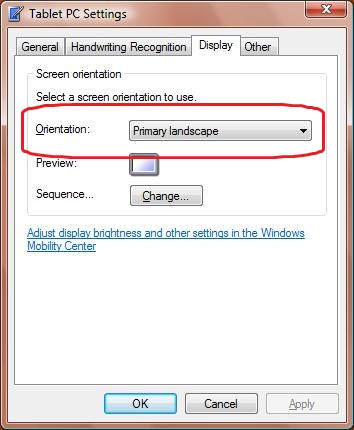 Tablet PC Settings
General Handwriting Recognition Display Other
Screen orientation
Select a screen orientation to use.
Orientation: Primary landscape
Preview:
Sequence... Change...
Adjust display brightness and other settings in the Windows
Mobility Center
OK Cancel Apply